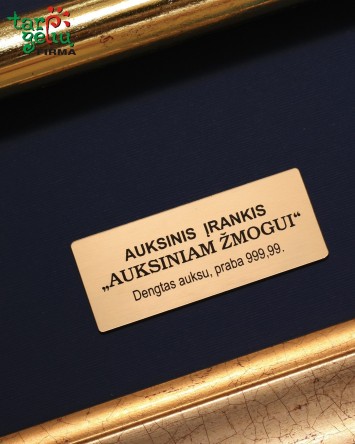 tarp
gėlių
FIRMA
AUKSINIS ĮRANKIS
„AUKSINIAM ŽMOGUI“
Dengtas auksu, praba 999,99.